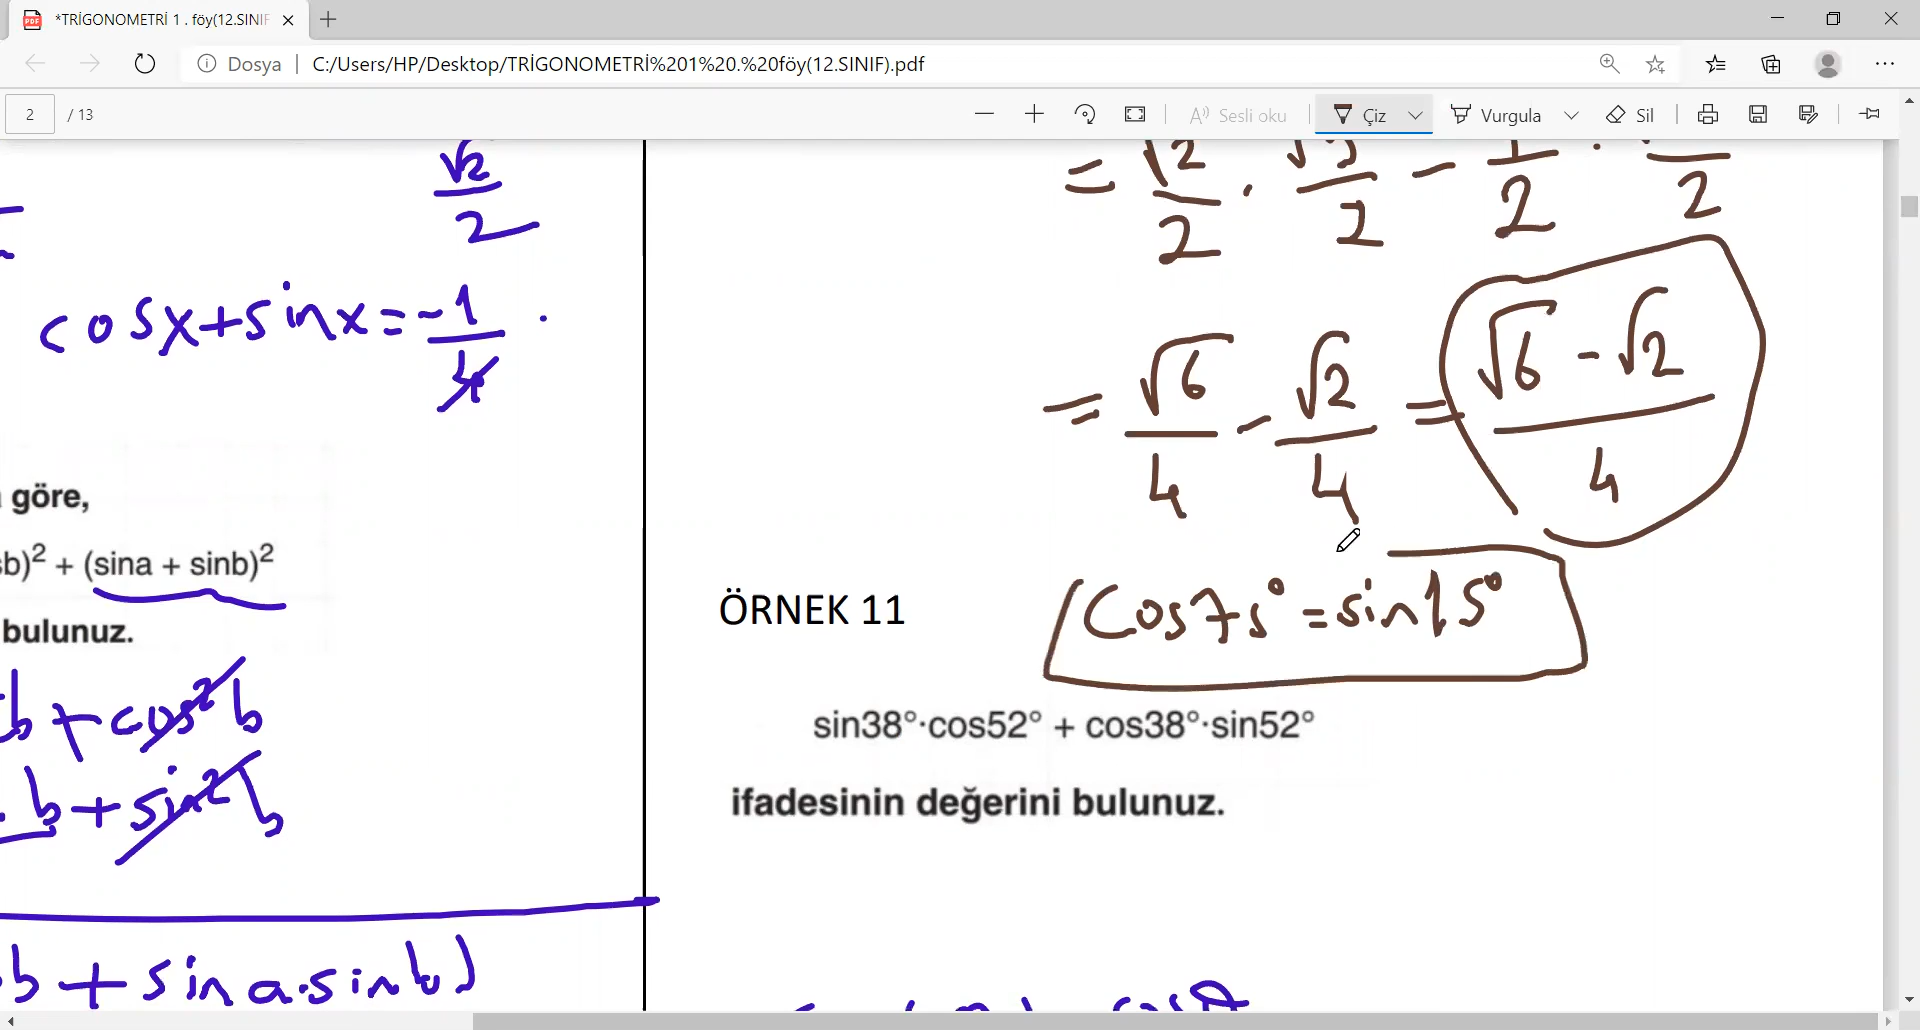 *TRİGONOMETRİ 1 . föy(12.SINIF
Dosya | C:/Users/HP/Desktop/TRİGONOMETRİ%201%20.%20föy(12.SINIF).pdf
2 / 13
Sesli oku
Çiz
Vurgula
Sil
√2/2
cosx+sinx=-1/4 .
göre,
b)² + (sina + sinb)²
bulunuz.
b + cos²b
. b + sin²b
b + sina.sinb)
= √2/2 . √3/2 - 1/2 . /2
= √6/4 - √2/4 = √6 - √2/4
ÖRNEK 11
Cos75° = sin15°
sin38°·cos52° + cos38°·sin52°
ifadesinin değerini bulunuz.